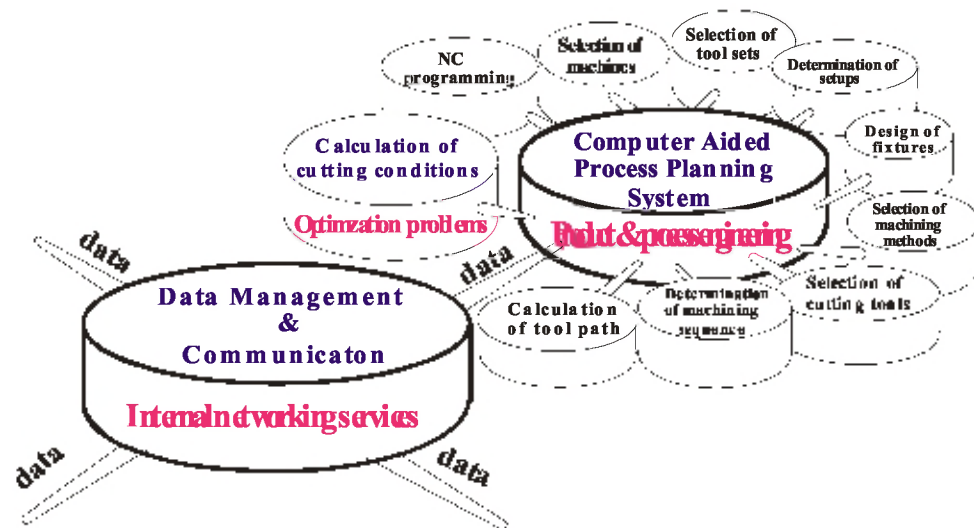 NC
programming
Selection of
machines
Selection of
tool sets
Determination of
setups
Calculation of
cutting conditions
Optimization problems
Computer Aided
Process Planning
System
Design of
fixtures
Selection of
machining
methods
Selection of
cutting tools
Determination
of machining
sequence
Calculation
of tool path
data
data
Data Management
&
Communicaton
Internal networking services
data
data